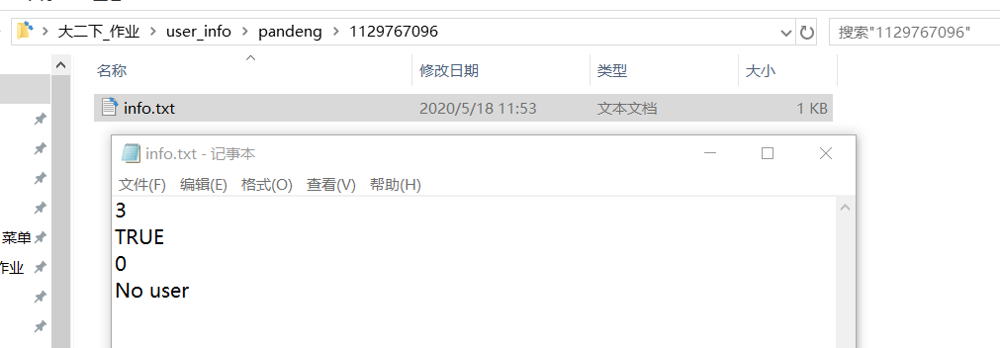 大二下_作业 > user_info > pandeng > 1129767096
搜索"1129767096"
名称 修改日期 类型 大小
info.txt 2020/5/18 11:53 文本文档 1 KB
info.txt - 记事本
文件(F) 编辑(E) 格式(O) 查看(V) 帮助(H)
3
TRUE
0
No user
菜单
作业